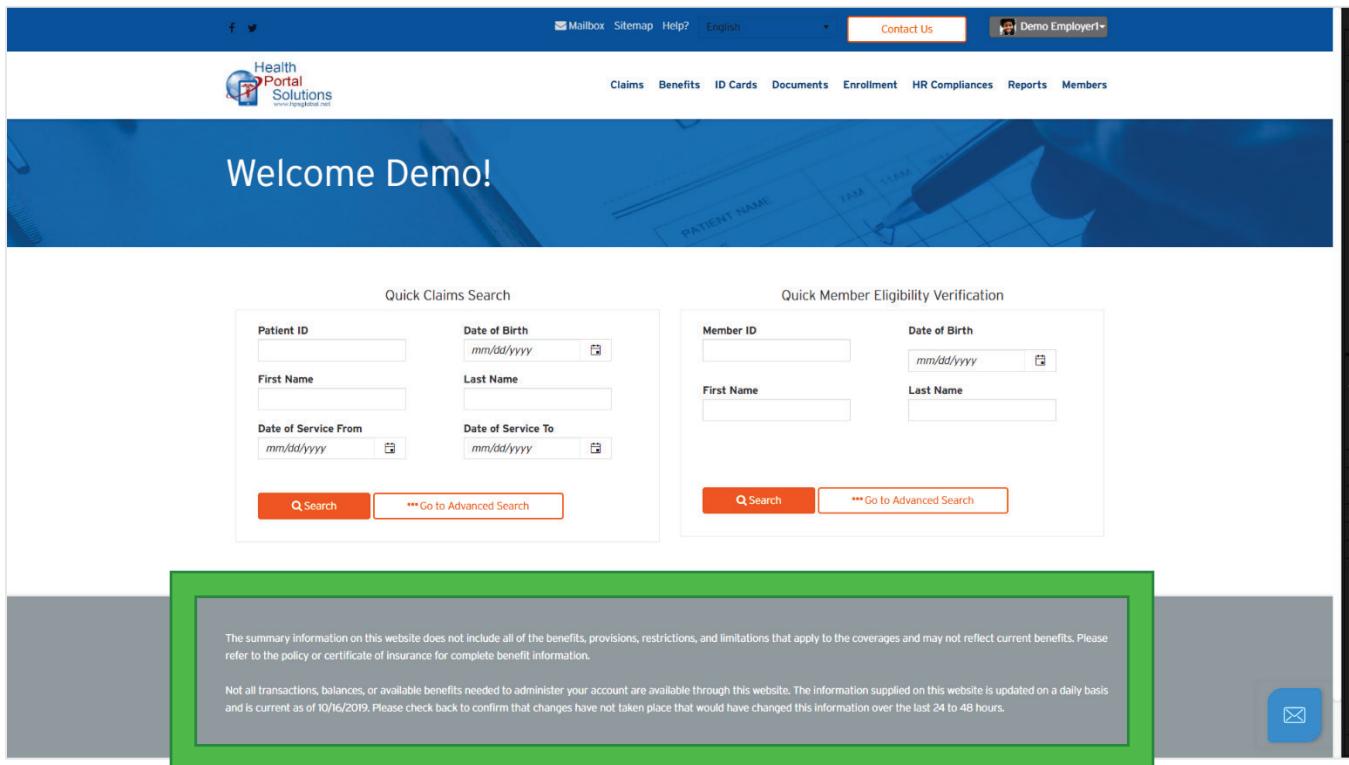 Mailbox Sitemap Help? English Contact Us Demo Employer1
Health
Portal
Solutions
www.hpsglobal.net
Claims Benefits ID Cards Documents Enrollment HR Compliances Reports Members
Welcome Demo!
PATIENT NAME 7AM 11AM
Quick Claims Search
Patient ID Date of Birth
mm/dd/yyyy
First Name Last Name
Date of Service From Date of Service To
mm/dd/yyyy mm/dd/yyyy
Search ***Go to Advanced Search
Quick Member Eligibility Verification
Member ID Date of Birth
mm/dd/yyyy
First Name Last Name
Search ***Go to Advanced Search
The summary information on this website does not include all of the benefits, provisions, restrictions, and limitations that apply to the coverages and may not reflect current benefits. Please
refer to the policy or certificate of insurance for complete benefit information.
Not all transactions, balances, or available benefits needed to administer your account are available through this website. The information supplied on this website is updated on a daily basis
and is current as of 10/16/2019. Please check back to confirm that changes have not taken place that would have changed this information over the last 24 to 48 hours.